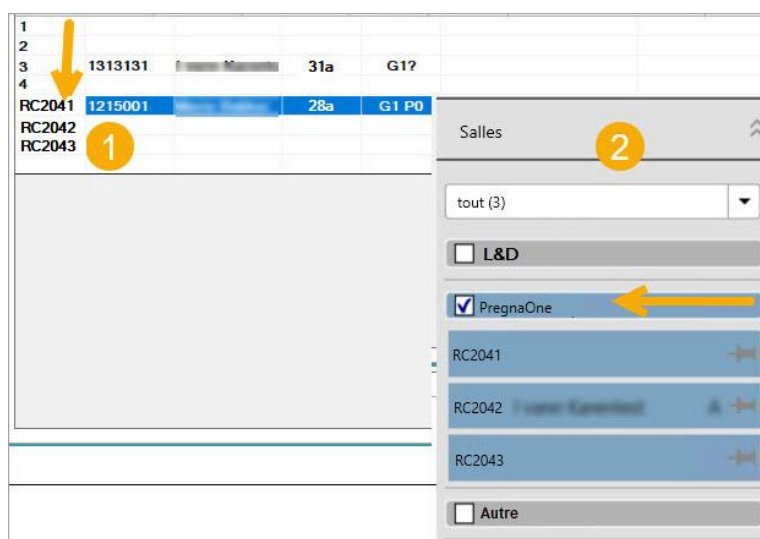 1
2
3 1313131 31a G1?
4
RC2041 1215001 28a G1 P0
RC2042
RC2043
1
Salles
2
tout (3)
L&D
PregnaOne
RC2041
RC2042 A
RC2043
Autre